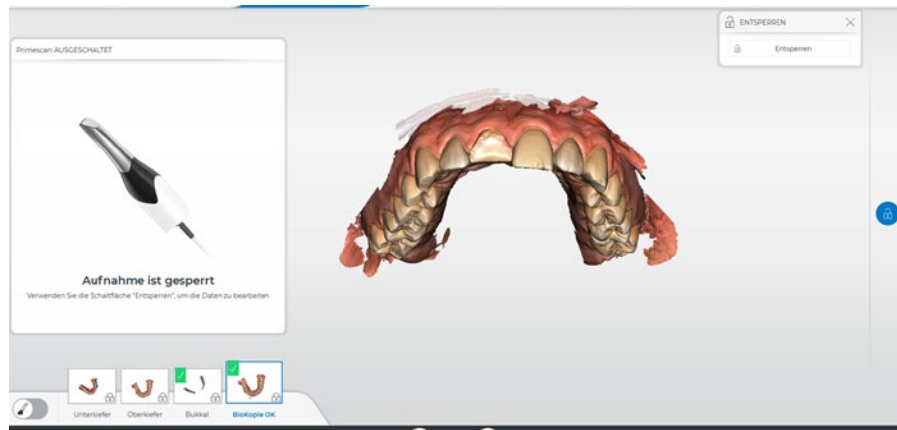 Primescan AUSGESCHALTET
ENTSPERREN
Entsperren
Aufnahme ist gesperrt
Verwenden Sie die Schaltfläche "Entsperren", um die Daten zu bearbeiten
Unterkiefer
Oberkiefer
Bukkal
BioKopie OK